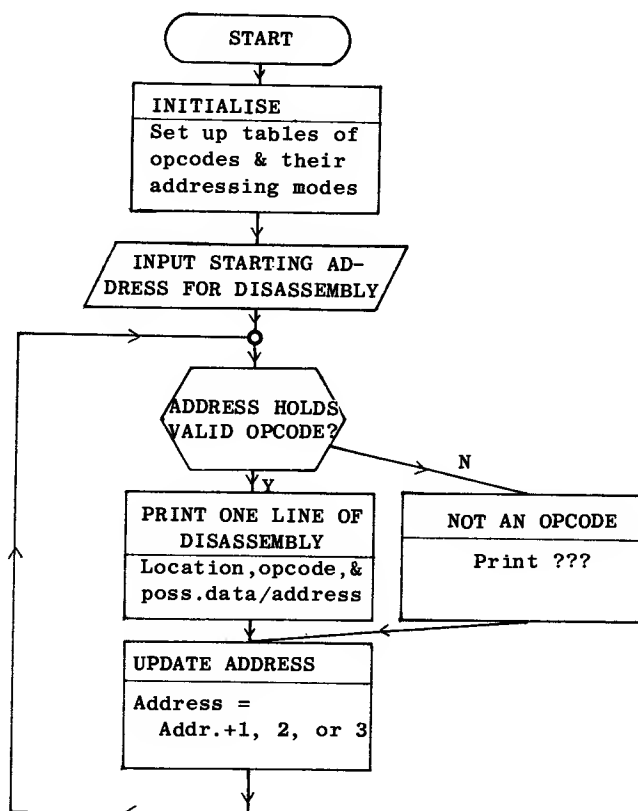 START
INITIALISE
Set up tables of
opcodes & their
addressing modes
INPUT STARTING AD-
DRESS FOR DISASSEMBLY
ADDRESS HOLDS
VALID OPCODE?
N
Y
PRINT ONE LINE OF
DISASSEMBLY
Location,opcode,&
poss.data/address
NOT AN OPCODE
Print ???
UPDATE ADDRESS
Address =
Addr.+1, 2, or 3